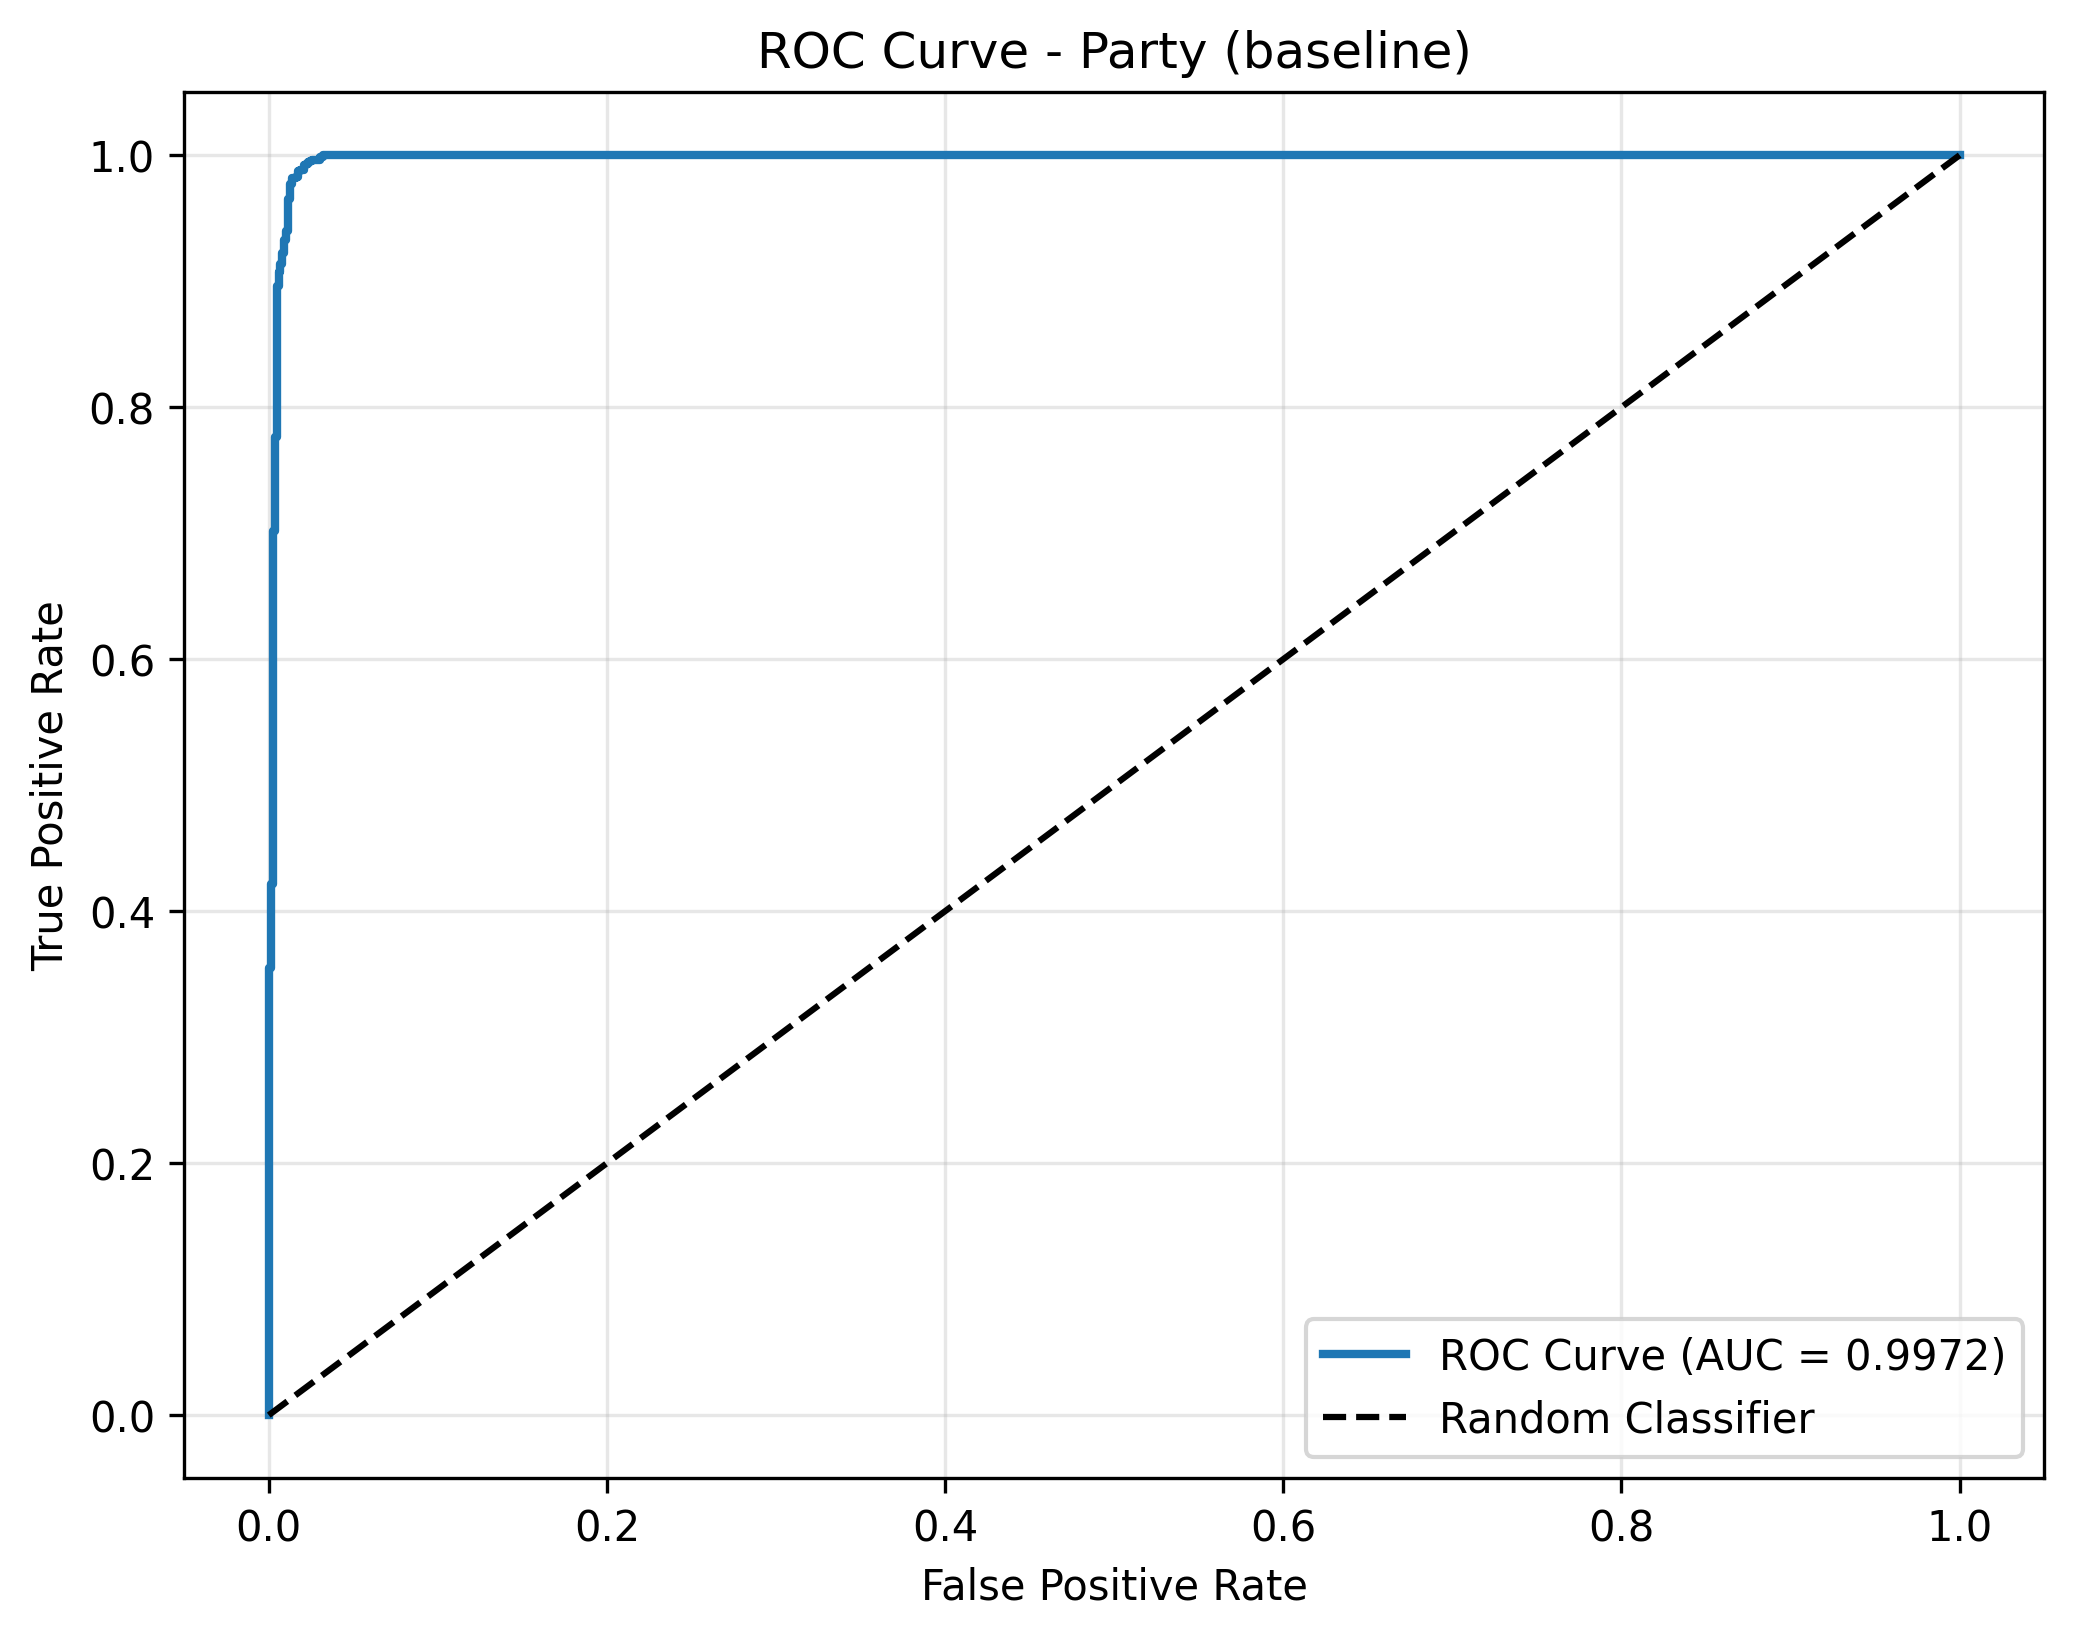 ROC Curve - Party (baseline)
True Positive Rate
1.0
0.8
0.6
0.4
0.2
0.0
ROC Curve (AUC = 0.9972)
Random Classifier
0.0 0.2 0.4 0.6 0.8 1.0
False Positive Rate